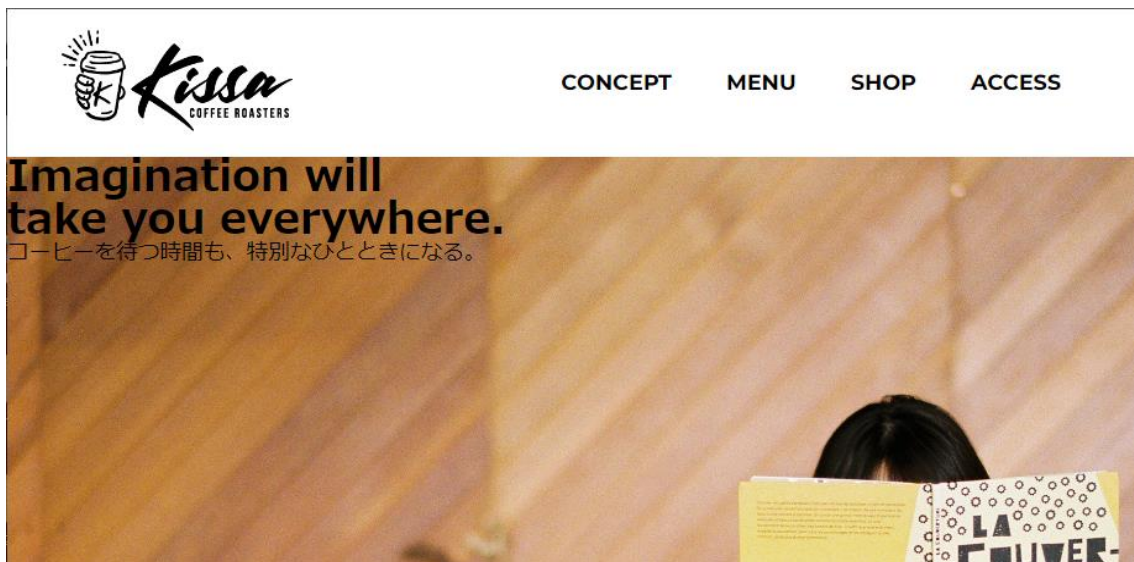 K
Kissa
COFFEE ROASTERS
CONCEPT MENU SHOP ACCESS
Imagination will
take you everywhere.
コーヒーを待つ時間も、特別なひとときになる。
LA